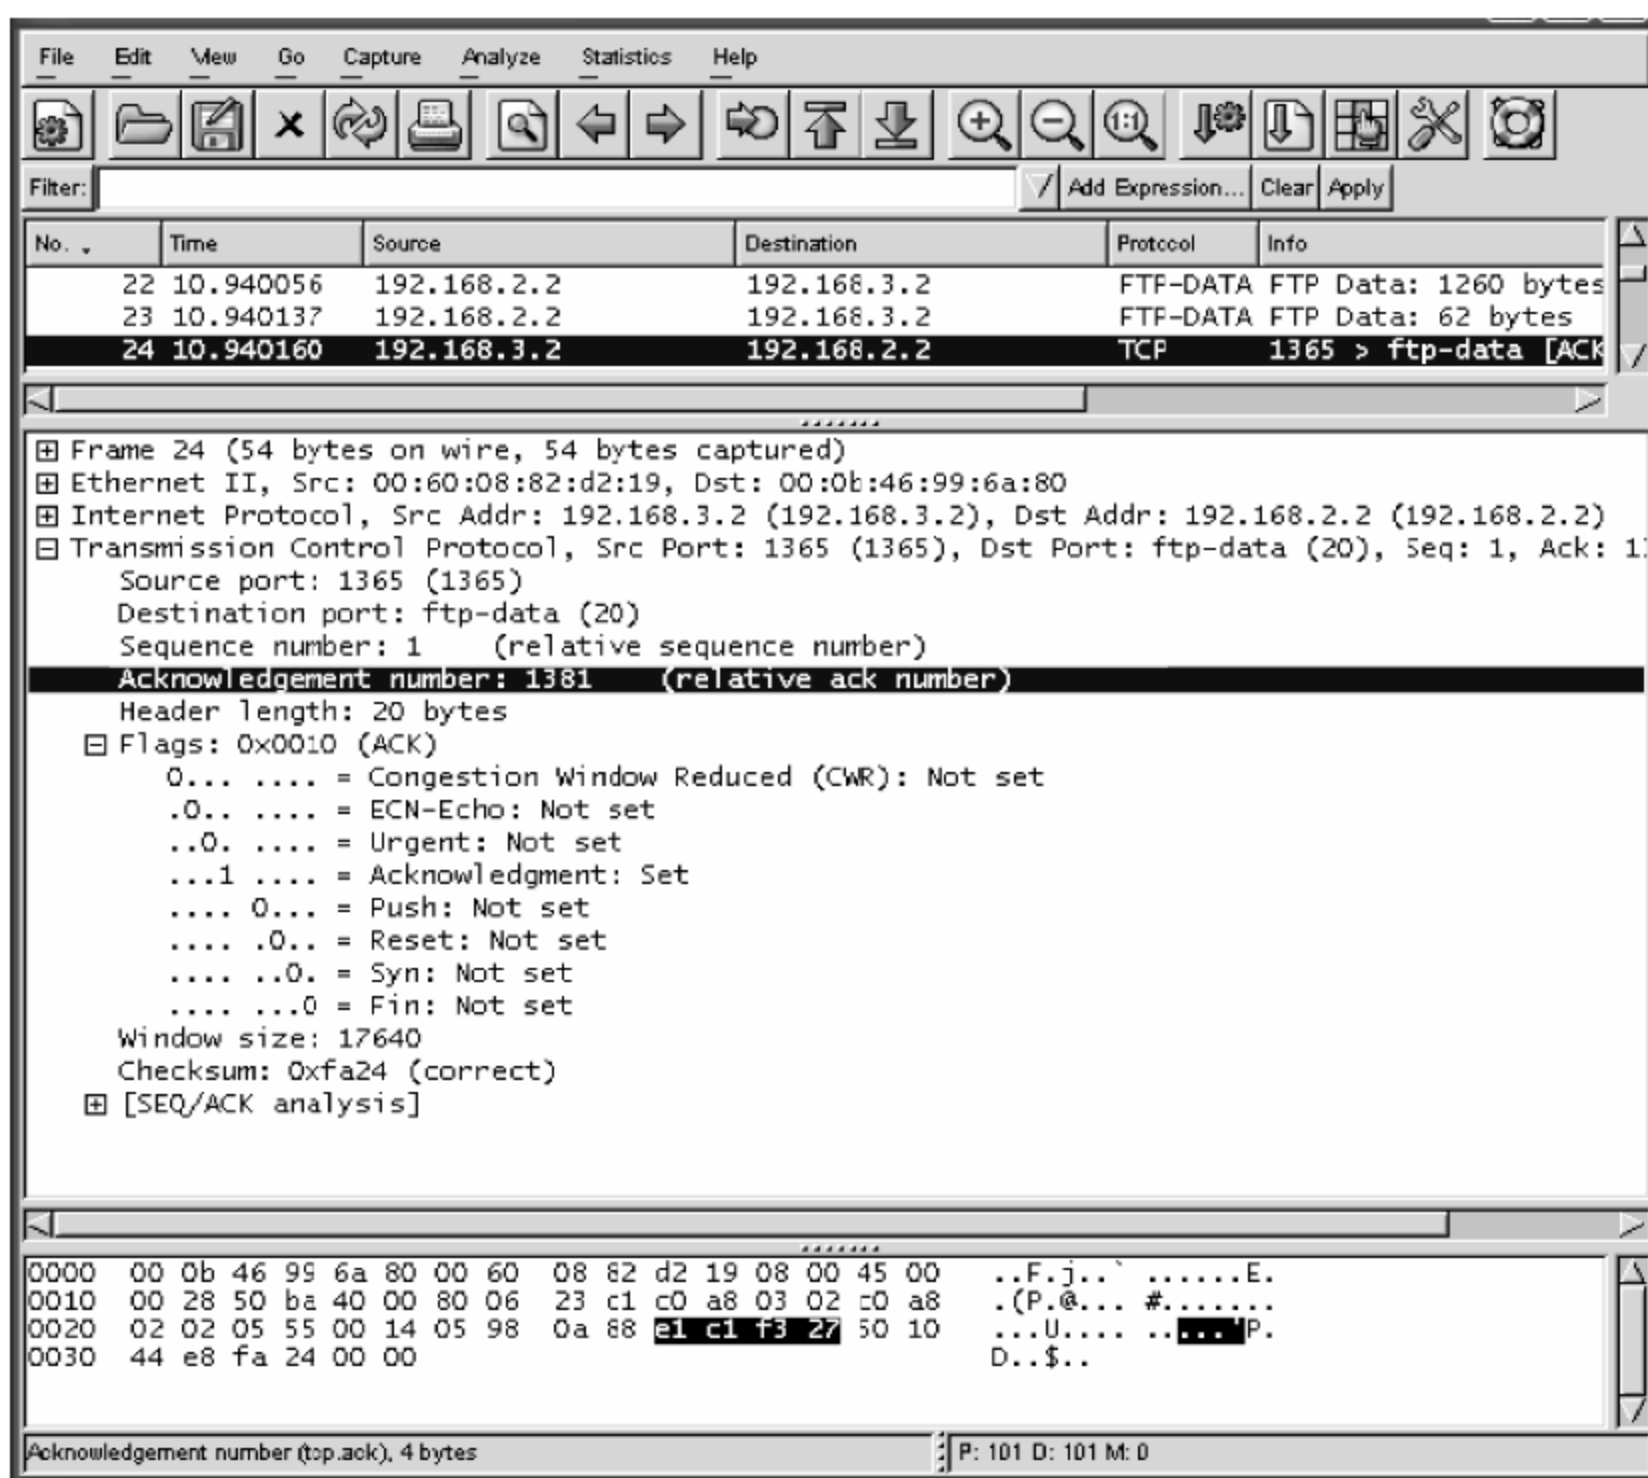 File Edit View Go Capture Analyze Statistics Help
1:1
Filter: Add Expression... Clear Apply
No. Time Source Destination Protocol Info
22 10.940056 192.168.2.2 192.168.3.2 FTP-DATA FTP Data: 1260 bytes
23 10.940137 192.168.2.2 192.168.3.2 FTP-DATA FTP Data: 62 bytes
24 10.940160 192.168.3.2 192.168.2.2 TCP 1365 > ftp-data [ACK
Frame 24 (54 bytes on wire, 54 bytes captured)
Ethernet II, Src: 00:60:08:82:d2:19, Dst: 00:0b:46:99:6a:80
Internet Protocol, Src Addr: 192.168.3.2 (192.168.3.2), Dst Addr: 192.168.2.2 (192.168.2.2)
Transmission Control Protocol, Src Port: 1365 (1365), Dst Port: ftp-data (20), Seq: 1, Ack:
Source port: 1365 (1365)
Destination port: ftp-data (20)
Sequence number: 1 (relative sequence number)
Acknowledgement number: 1381 (relative ack number)
Header length: 20 bytes
Flags: 0x0010 (ACK)
0... .... = Congestion Window Reduced (CWR): Not set
.0.. .... = ECN-Echo: Not set
..0. .... = Urgent: Not set
...1 .... = Acknowledgment: Set
.... 0... = Push: Not set
.... .0.. = Reset: Not set
.... ..0. = Syn: Not set
.... ...0 = Fin: Not set
Window size: 17640
Checksum: 0xfa24 (correct)
[SEQ/ACK analysis]
0000 00 0b 46 99 6a 80 00 60 08 82 d2 19 08 00 45 00 ..F.j..` ......E.
0010 00 28 50 ba 40 00 80 06 23 c1 c0 a8 03 02 c0 a8 .(P.@... #.......
0020 02 02 05 55 00 14 05 98 0a 88 e1 c1 f3 27 50 10 ...U.... .....'P.
0030 44 e8 fa 24 00 00 D..$..
Acknowledgement number (tcp.ack), 4 bytes P: 101 D: 101 M: 0